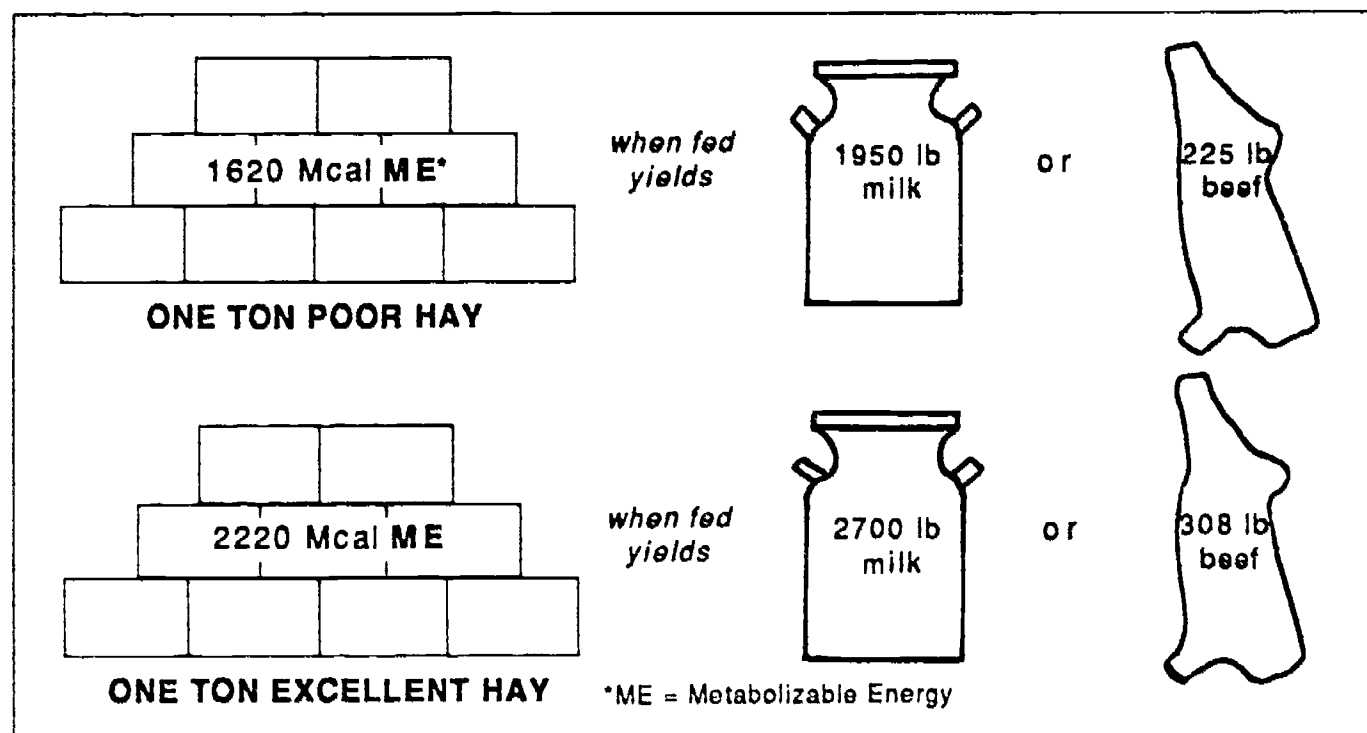 1620 Mcal ME*
when fed
yields
1950 lb
milk
or
225 lb
beef
ONE TON POOR HAY
2220 Mcal ME
when fed
yields
2700 lb
milk
or
308 lb
beef
ONE TON EXCELLENT HAY
*ME = Metabolizable Energy